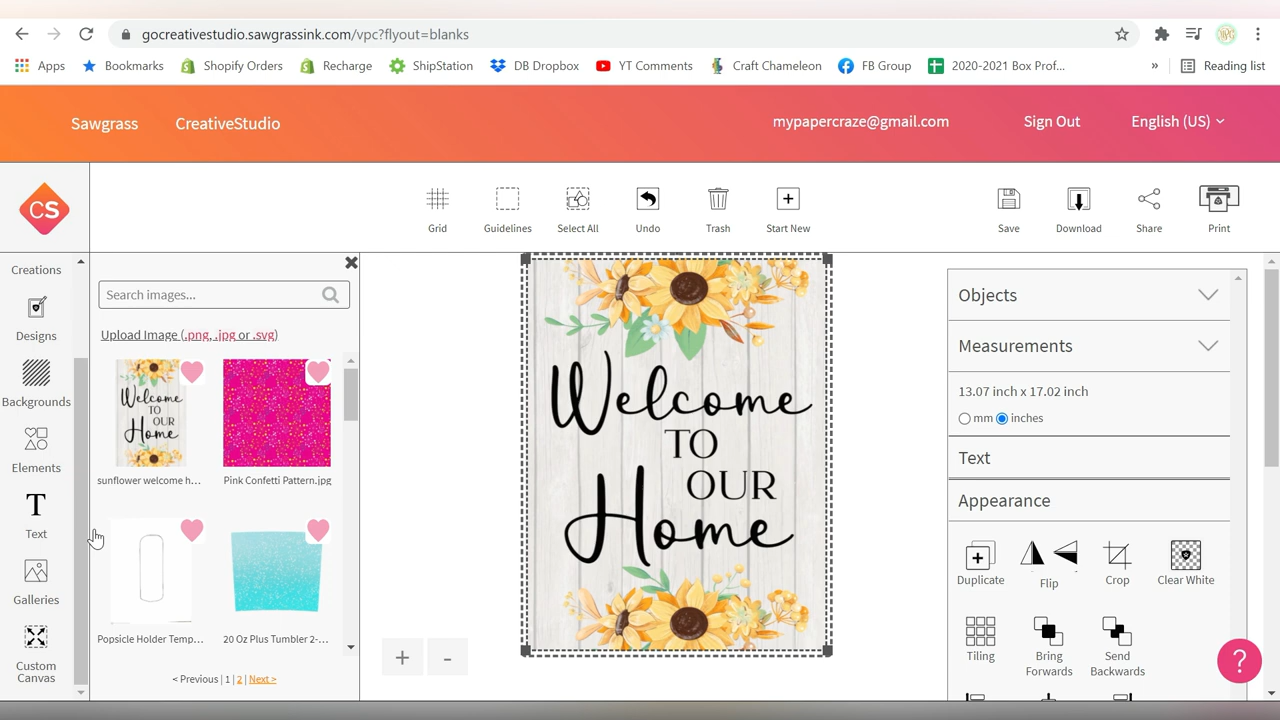 gocreativestudio.sawgrassink.com/vpc?flyout=blanks
Apps Bookmarks Shopify Orders Recharge ShipStation DB Dropbox YT Comments Craft Chameleon FB Group 2020-2021 Box Prof... » Reading list
Sawgrass CreativeStudio mypapercraze@gmail.com Sign Out English (US)
CS
Grid Guidelines Select All Undo Trash Start New Save Download Share Print
Creations
Designs
Backgrounds
Elements
Text
Galleries
Custom
Canvas
Search images...
Upload Image (.png, .jpg or .svg)
Welcome
TO
OUR
Home
sunflower welcome h... Pink Confetti Pattern.jpg
Popsicle Holder Temp... 20 Oz Plus Tumbler 2-...
< Previous | 1 | 2 | Next >
Welcome
TO
OUR
Home
+ -
Objects
Measurements
13.07 inch x 17.02 inch
mm inches
Text
Appearance
Duplicate Flip Crop Clear White
Tiling Bring Forwards Send Backwards
?